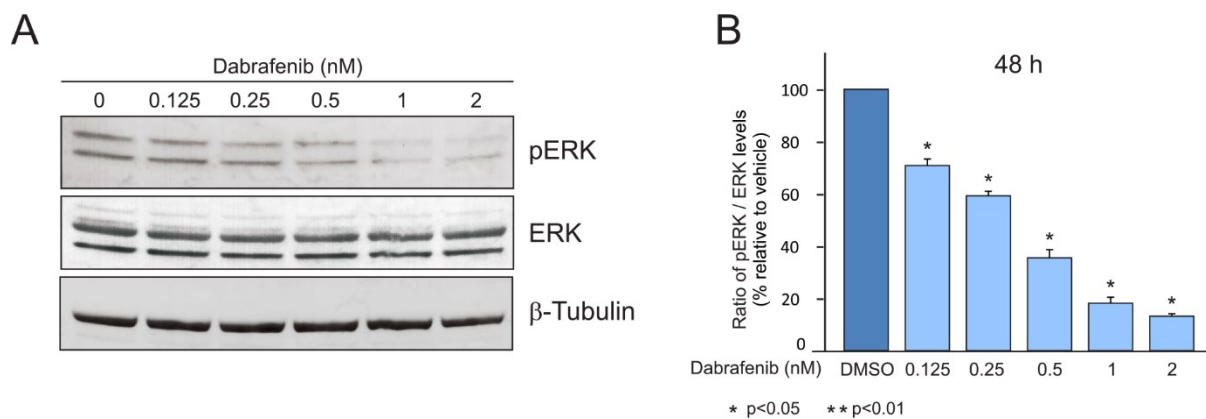 A
Dabrafenib (nM)
0 0.125 0.25 0.5 1 2
pERK
ERK
β-Tubulin
B
48 h
Ratio of pERK / ERK levels
(% relative to vehicle)
100
80
60
40
20
0
*
*
*
*
*
Dabrafenib (nM) DMSO 0.125 0.25 0.5 1 2
* p<0.05 ** p<0.01